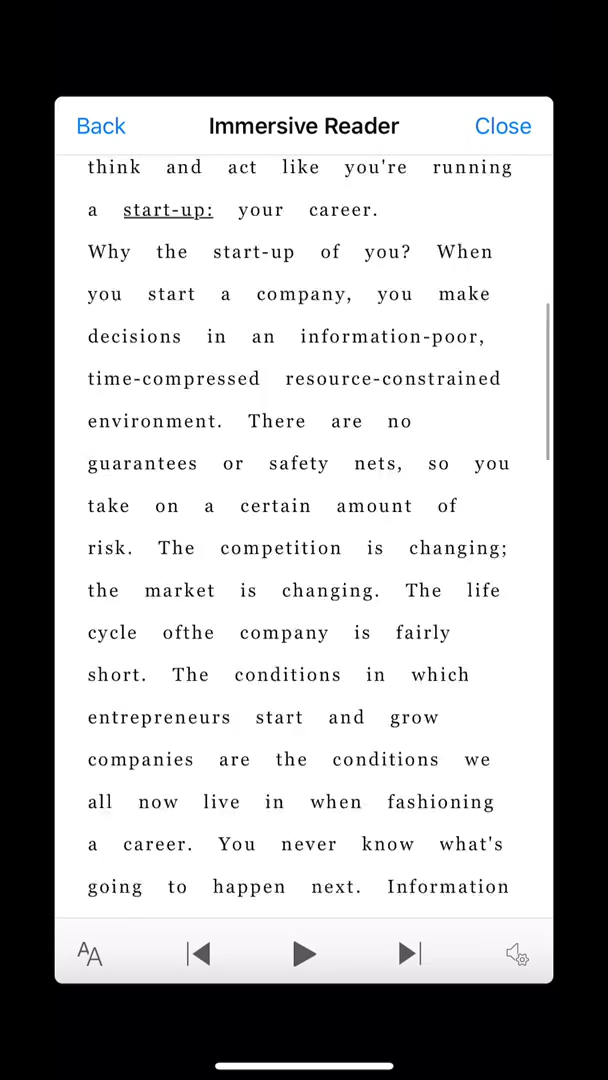 Back Immersive Reader Close
think and act like you're running
a start-up: your career.
Why the start-up of you? When
you start a company, you make
decisions in an information-poor,
time-compressed resource-constrained
environment. There are no
guarantees or safety nets, so you
take on a certain amount of
risk. The competition is changing;
the market is changing. The life
cycle ofthe company is fairly
short. The conditions in which
entrepreneurs start and grow
companies are the conditions we
all now live in when fashioning
a career. You never know what's
going to happen next. Information
AA